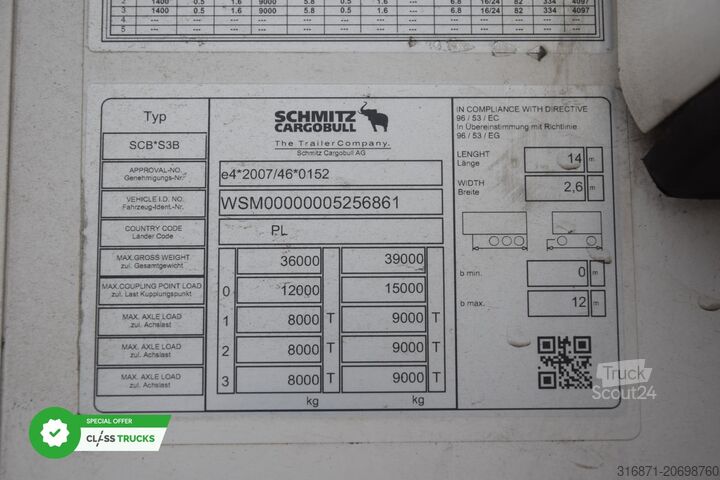 2 1400 0.5 1.6 9000 5.8 0.5 1.6 --- 6.8 16/24 82 334 4097
3 1400 0.5 1.6 9000 5.8 0.5 1.6 --- 6.8 16/24 82 334 4097
4 --- --- --- --- --- --- --- --- --- --- --- --- ---
5 --- --- --- --- --- --- --- --- --- --- --- --- ---
Typ
SCB*S3B
SCHMITZ
CARGOBULL
The Trailer Company.
Schmitz Cargobull AG
IN COMPLIANCE WITH DIRECTIVE
96 / 53 / EC
In Übereinstimmung mit Richtlinie
96 / 53 / EG
APPROVAL-NO.
Genehmigungs-Nr.
e4*2007/46*0152
LENGHT
Länge
14 m
VEHICLE I.D. NO.
Fahrzeug-Ident.-Nr.
WSM00000005256861
WIDTH
Breite
2,6 m
COUNTRY CODE
Länder Code
PL
MAX.GROSS WEIGHT
zul. Gesamtgewicht
36000 39000
b min. 0 m
MAX.COUPLING POINT LOAD
zul. Last Kupplungspunkt
0 12000 15000
b max. 12 m
MAX. AXLE LOAD
zul. Achslast
1 8000 T 9000 T
MAX. AXLE LOAD
zul. Achslast
2 8000 T 9000 T
MAX. AXLE LOAD
zul. Achslast
3 8000 T 9000 T
kg kg
Truck
Scout24
SPECIAL OFFER
CLASSTRUCKS
316871-20698760